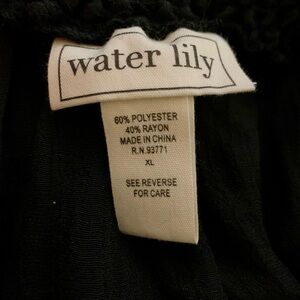 water lily
60% POLYESTER
40% RAYON
MADE IN CHINA
R.N.93771
XL
SEE REVERSE
FOR CARE